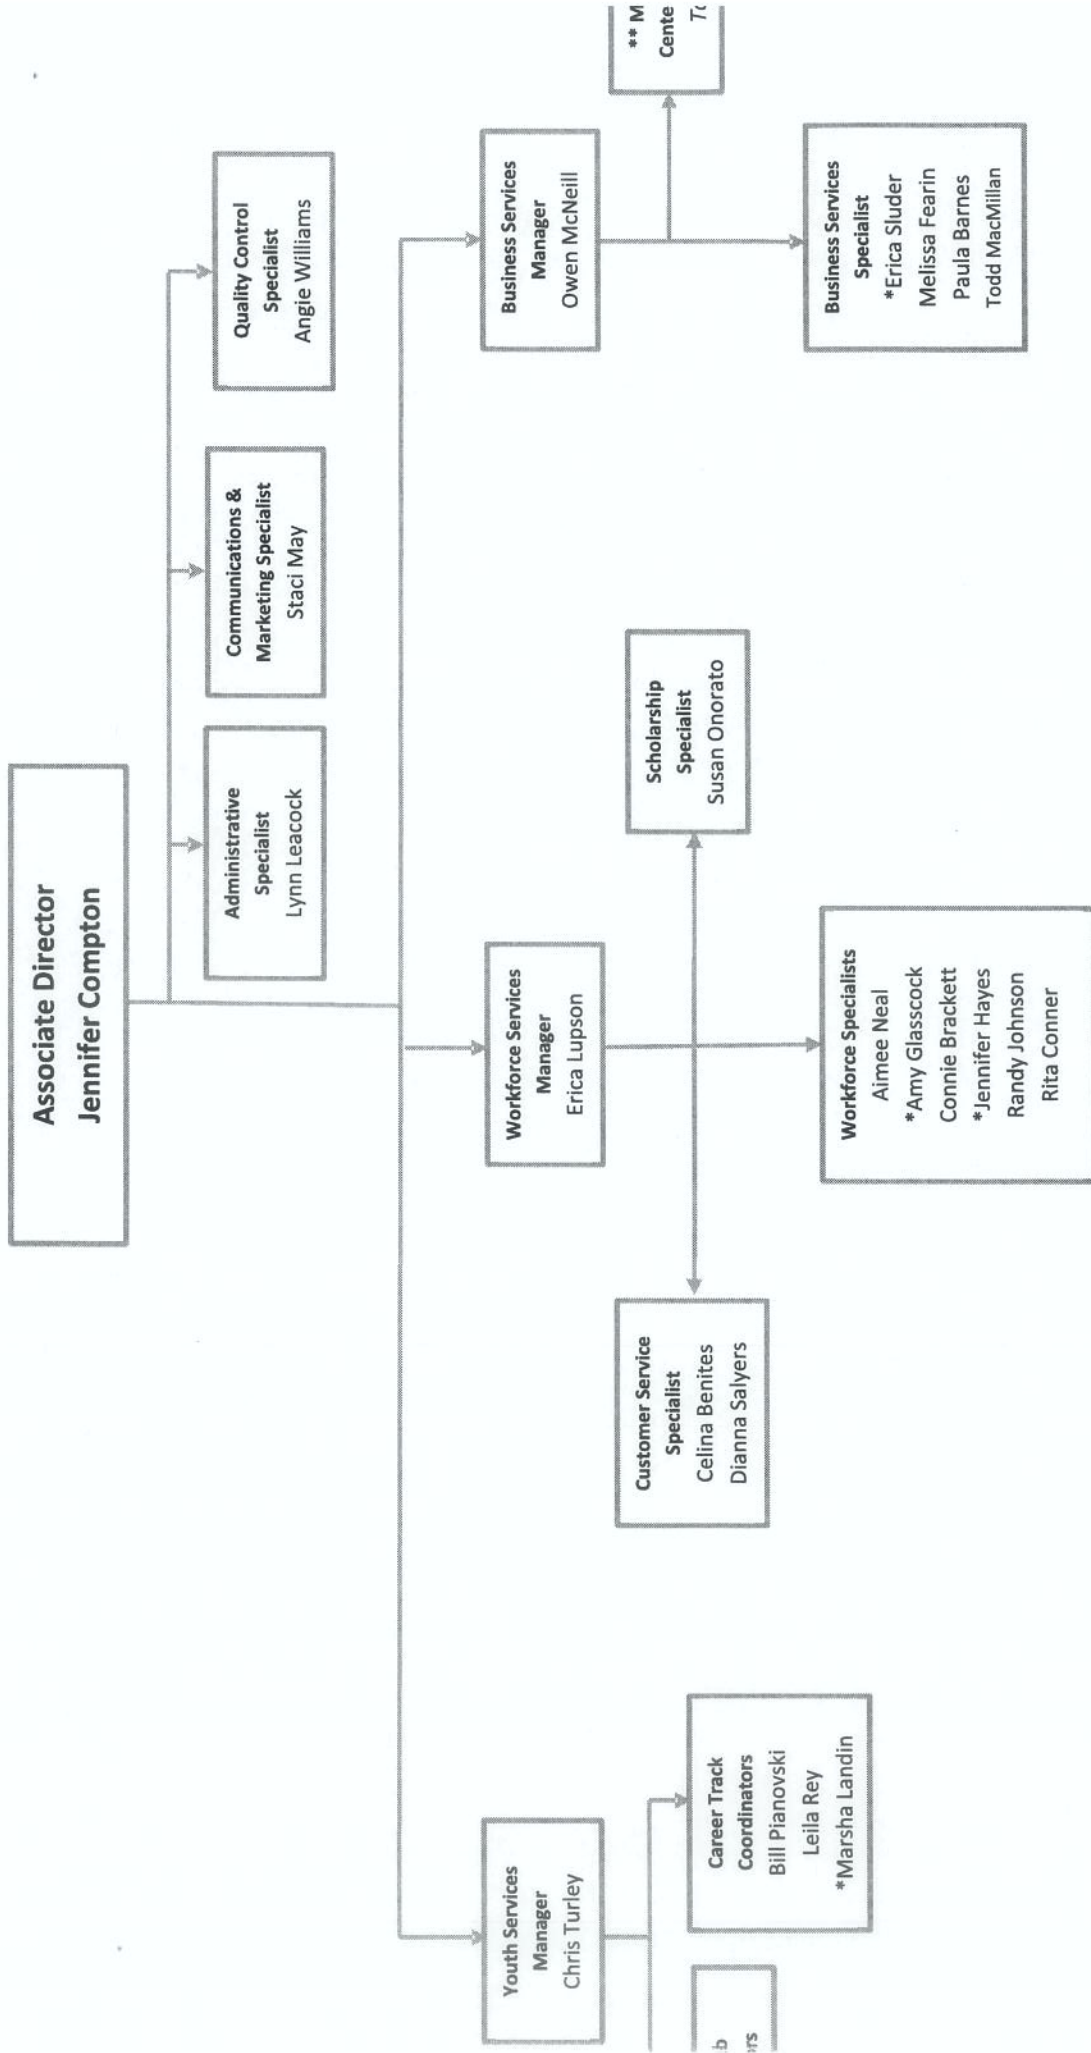 Associate Director
Jennifer Compton
Administrative
Specialist
Lynn Leacock
Communications &
Marketing Specialist
Staci May
Quality Control
Specialist
Angie Williams
Youth Services
Manager
Chris Turley
Workforce Services
Manager
Erica Lupson
Business Services
Manager
Owen McNeill
Career Track
Coordinators
Bill Pianovski
Leila Rey
*Marsha Landin
Customer Service
Specialist
Celina Benites
Dianna Salyers
Scholarship
Specialist
Susan Onorato
Workforce Specialists
Aimee Neal
*Amy Glasscock
Connie Brackett
*Jennifer Hayes
Randy Johnson
Rita Conner
Business Services
Specialist
*Erica Sluder
Melissa Fearin
Paula Barnes
Todd MacMillan
** M
Cente